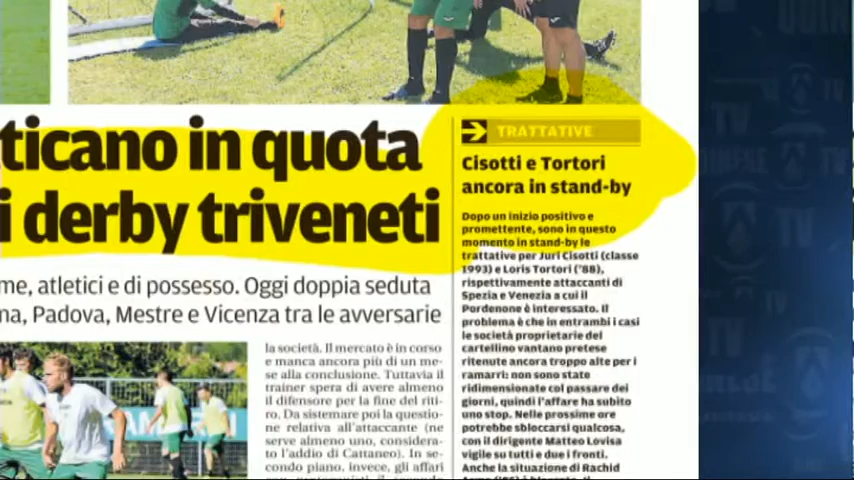 ticano in quota
i derby triveneti
me, atletici e di possesso. Oggi doppia seduta
na, Padova, Mestre e Vicenza tra le avversarie
la società. Il mercato è in corso
e manca ancora più di un me-
se alla conclusione. Tuttavia il
trainer spera di avere almeno
il difensore per la fine del riti-
ro. Da sistemare poi la questio-
ne relativa all'attaccante (ne
serve almeno uno, considera-
to l'addio di Cattaneo). In se-
condo piano, invece, gli affari
TRATTATIVE
Cisotti e Tortori
ancora in stand-by
Dopo un inizio positivo e
promettente, sono in questo
momento in stand-by le
trattative per Juri Cisotti (classe
1993) e Loris Tortori ('88),
rispettivamente attaccanti di
Spezia e Venezia a cui il
Pordenone è interessato. Il
problema è che in entrambi i casi
le società proprietarie del
cartellino vantano pretese
ritenute ancora troppo alte per i
ramarri: non sono state
ridimensionate col passare dei
giorni, quindi l'affare ha subito
uno stop. Nelle prossime ore
potrebbe sbloccarsi qualcosa,
con il dirigente Matteo Lovisa
vigile su tutti e due i fronti.
Anche la situazione di Rachid
TV
TV